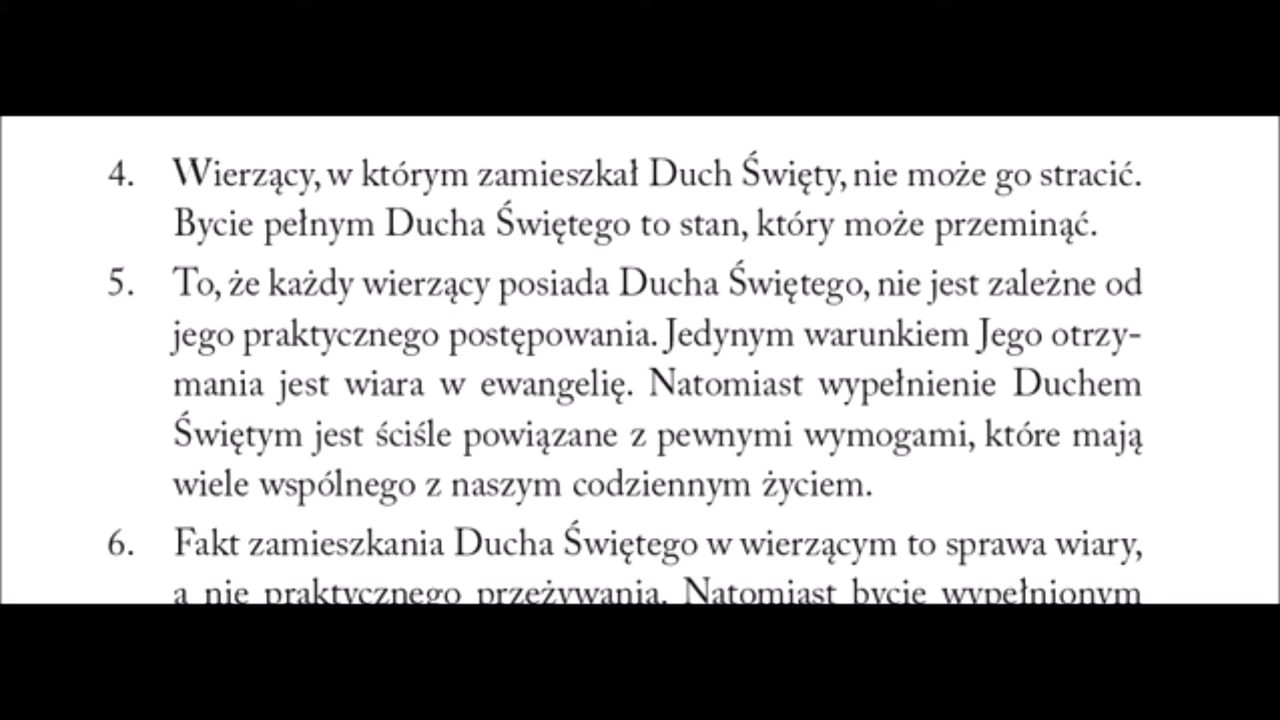 4. Wierzący, w którym zamieszkał Duch Święty, nie może go stracić.
Bycie pełnym Ducha Świętego to stan, który może przeminąć.
5. To, że każdy wierzący posiada Ducha Świętego, nie jest zależne od
jego praktycznego postępowania. Jedynym warunkiem Jego otrzy-
mania jest wiara w ewangelię. Natomiast wypełnienie Duchem
Świętym jest ściśle powiązane z pewnymi wymogami, które mają
wiele wspólnego z naszym codziennym życiem.
6. Fakt zamieszkania Ducha Świętego w wierzącym to sprawa wiary,
a nie praktycznego przeżywania. Natomiast bycie wypełnionym